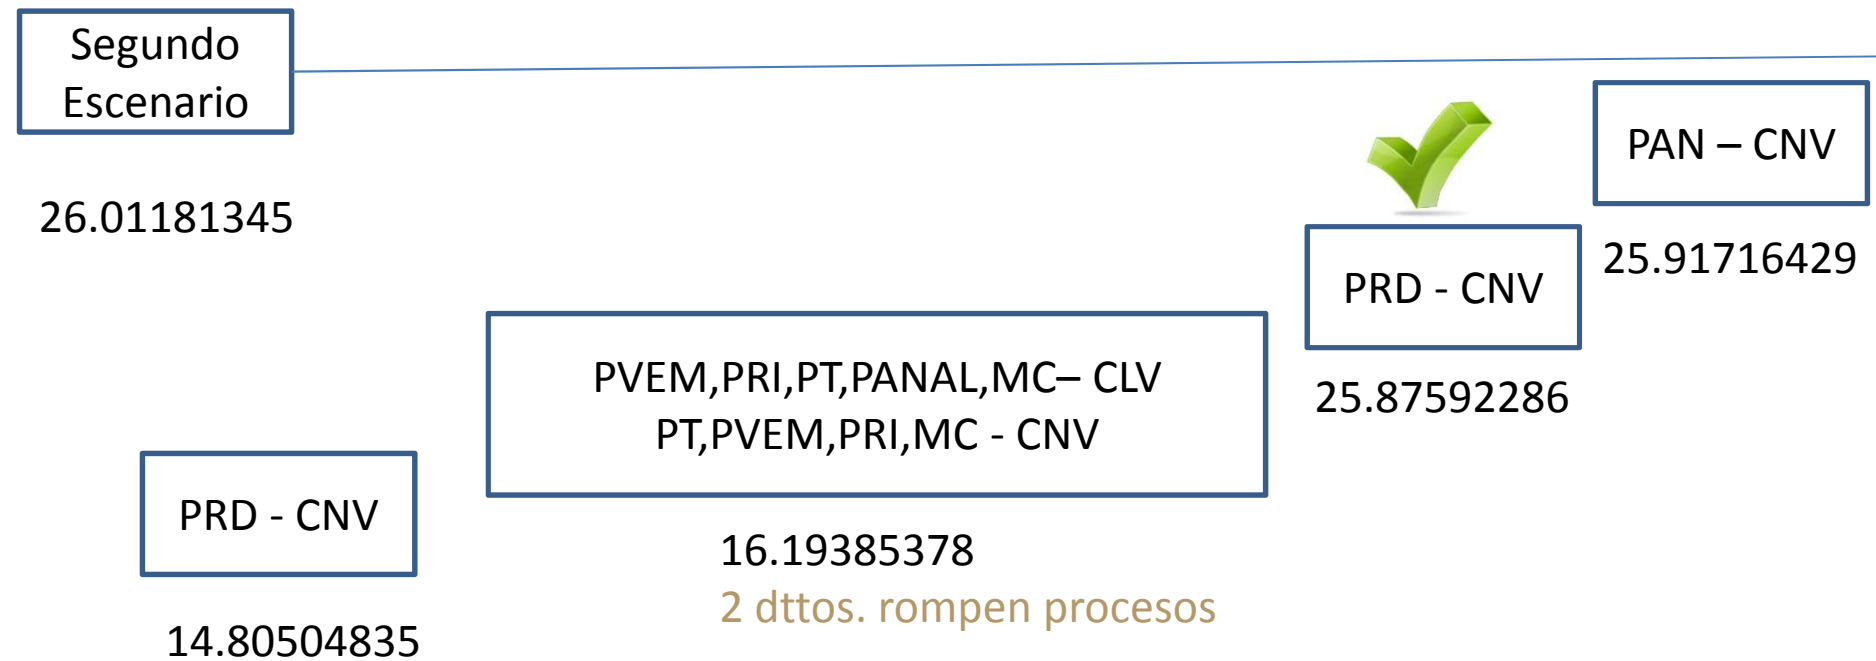 Segundo
Escenario
26.01181345
PAN – CNV
25.91716429
PRD - CNV
25.87592286
PVEM,PRI,PT,PANAL,MC– CLV
PT,PVEM,PRI,MC - CNV
16.19385378
2 dttos. rompen procesos
PRD - CNV
14.80504835